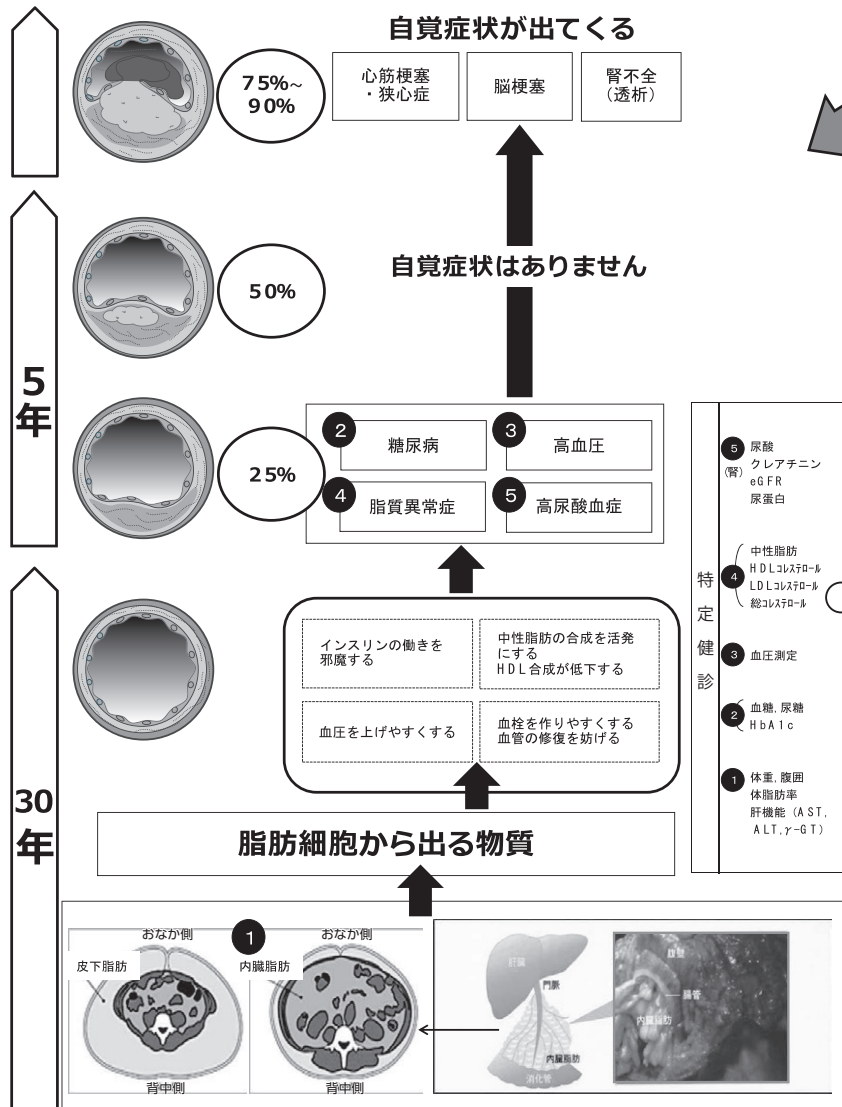 自覚症状が出てくる
75%~
90%
心筋梗塞
・狭心症
脳梗塞
腎不全
(透析)
自覚症状はありません
50%
5
年
25%
2
糖尿病
3
高血圧
4
脂質異常症
5
高尿酸血症
インスリンの働きを
邪魔する
中性脂肪の合成を活発
にする
HDL合成が低下する
血圧を上げやすくする
血栓を作りやすくする
血管の修復を妨げる
30
年
脂肪細胞から出る物質
1
おなか側
皮下脂肪
背中側
おなか側
内臓脂肪
背中側
肝臓
門脈
内臓脂肪
消化管
腹壁
腸管
内臓脂肪
特定健診
5
(腎)
尿酸
クレアチニン
eGFR
尿蛋白
4
中性脂肪
HDLコレステロール
LDLコレステロール
総コレステロール
3
血圧測定
2
血糖,尿糖
HbA1c
1
体重,腹囲
体脂肪率
肝機能(AST,
ALT,γ-GT)